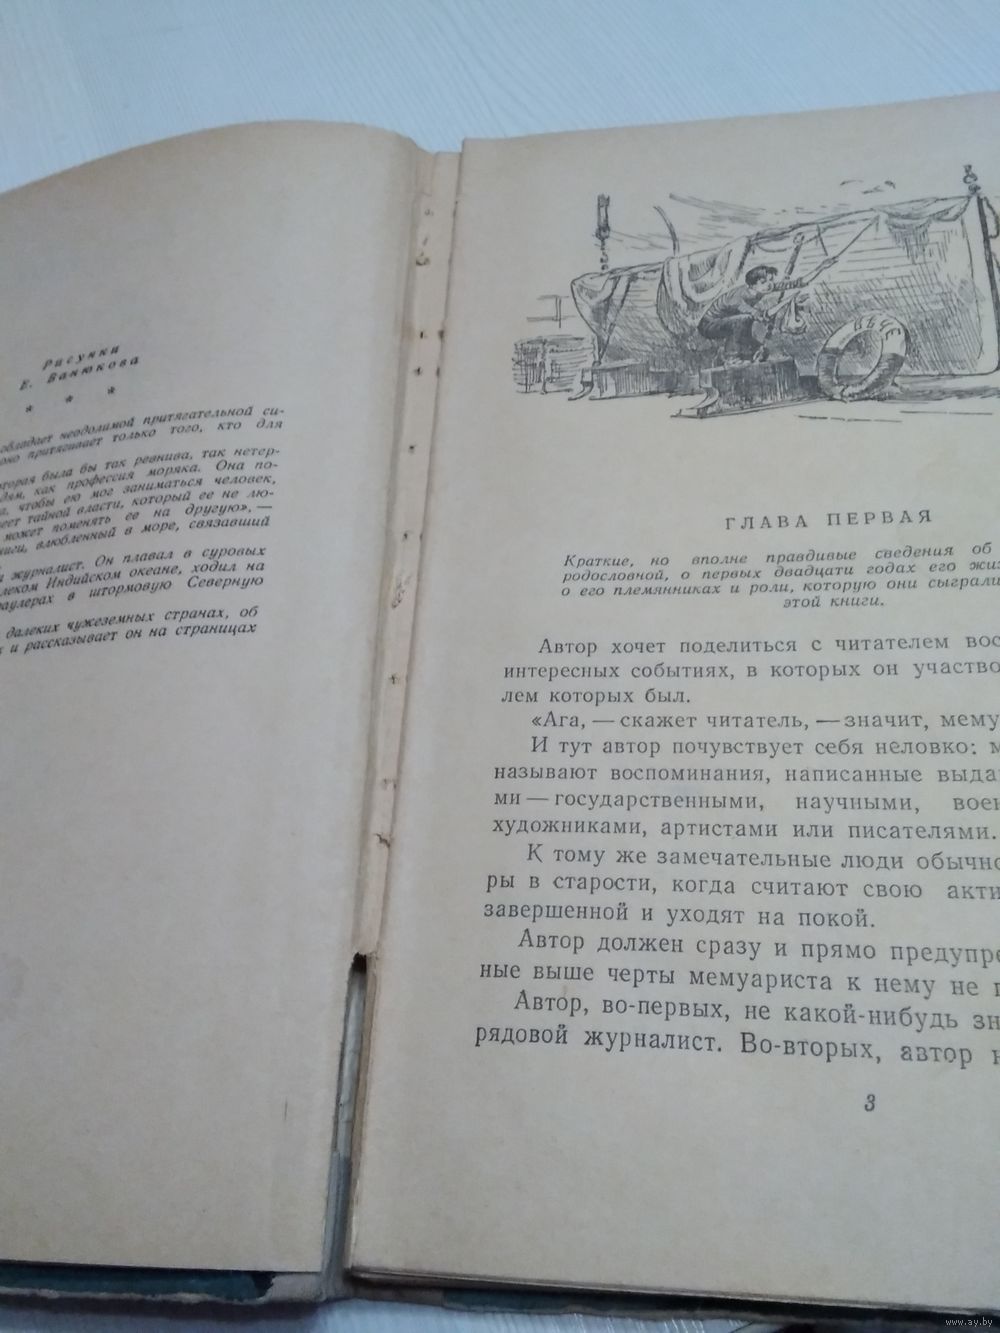 Рисунки
Е. Ванюкова
* * *
обладает неодолимой притягательной си-
притягивает только того, кто для
была бы так ревнива, так нетер-
как профессия моряка. Она по-
чтобы ею мог заниматься человек,
тайной власти, который ее не лю-
может поменять ее на другую», —
влюбленный в море, связавший
и журналист. Он плавал в суровых
Индийском океане, ходил на
в штормовую Северную
далеких чужеземных странах, об
и рассказывает он на страницах
ГЛАВА ПЕРВАЯ
Краткие, но вполне правдивые сведения об
родословной, о первых двадцати годах его
о его племянниках и роли, которую они сыграли
этой книги.
Автор хочет поделиться с читателем вос
интересных событиях, в которых он участво
лем которых был.
«Ага, — скажет читатель, — значит, мему
И тут автор почувствует себя неловко: м
называют воспоминания, написанные выда
ми — государственными, научными, воен
художниками, артистами или писателями.
К тому же замечательные люди обычно
ры в старости, когда считают свою акти
завершенной и уходят на покой.
Автор должен сразу и прямо предупре
ные выше черты мемуариста к нему не п
Автор, во-первых, не какой-нибудь зн
рядовой журналист. Во-вторых, автор н
3
www.ay.by